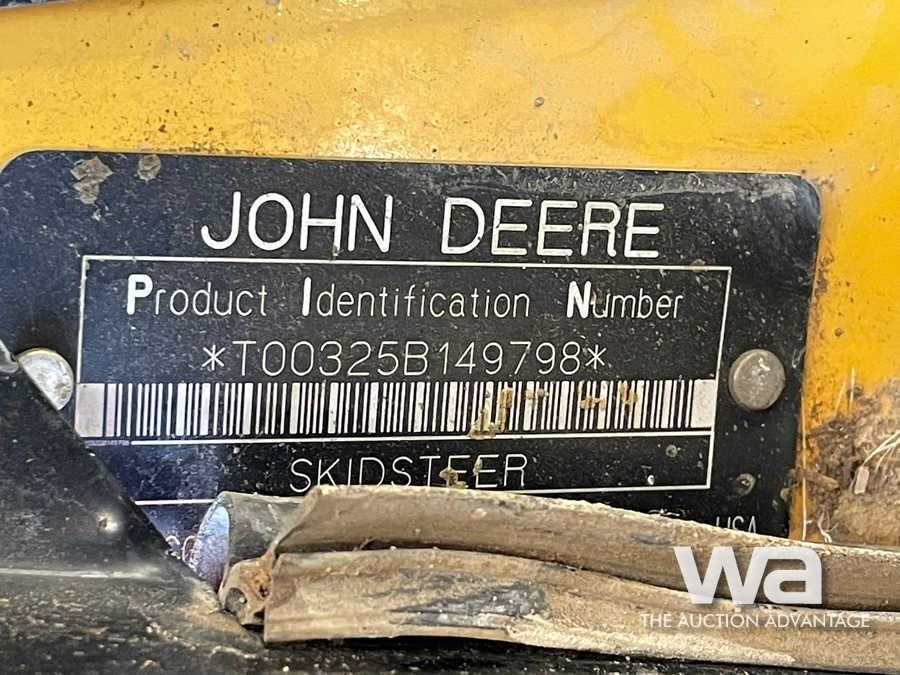 JOHN DEERE
Product Identification Number
*T00325B149798*
SKIDSTEER
USA
wa
THE AUCTION ADVANTAGE